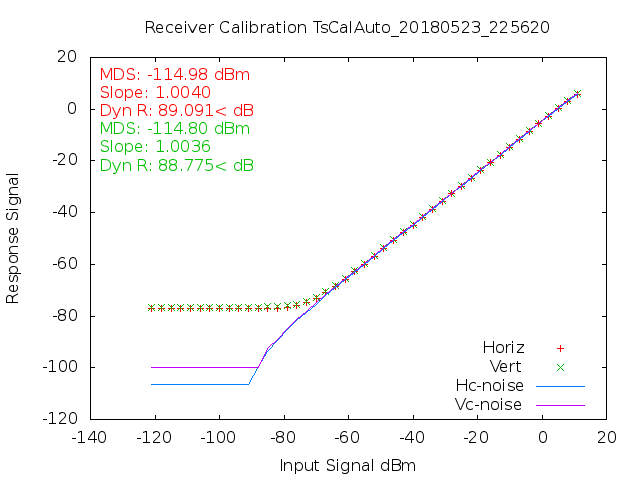 Receiver Calibration TsCalAuto_20180523_225620
20
0
-20
-40
-60
-80
-100
-120
MDS: -114.98 dBm
Slope: 1.0040
Dyn R: 89.091< dB
MDS: -114.80 dBm
Slope: 1.0036
Dyn R: 88.775< dB
Response Signal
Horiz
Vert
Hc-noise
Vc-noise
-140 -120 -100 -80 -60 -40 -20 0 20
Input Signal dBm